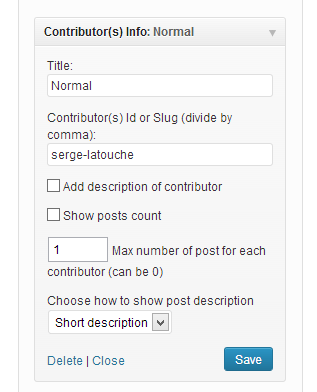 Contributor(s) Info: Normal
Title:
Normal
Contributor(s) Id or Slug (divide by
comma):
serge-latouche
Add description of contributor
Show posts count
1 Max number of post for each
contributor (can be 0)
Choose how to show post description
Short description
Delete | Close
Save